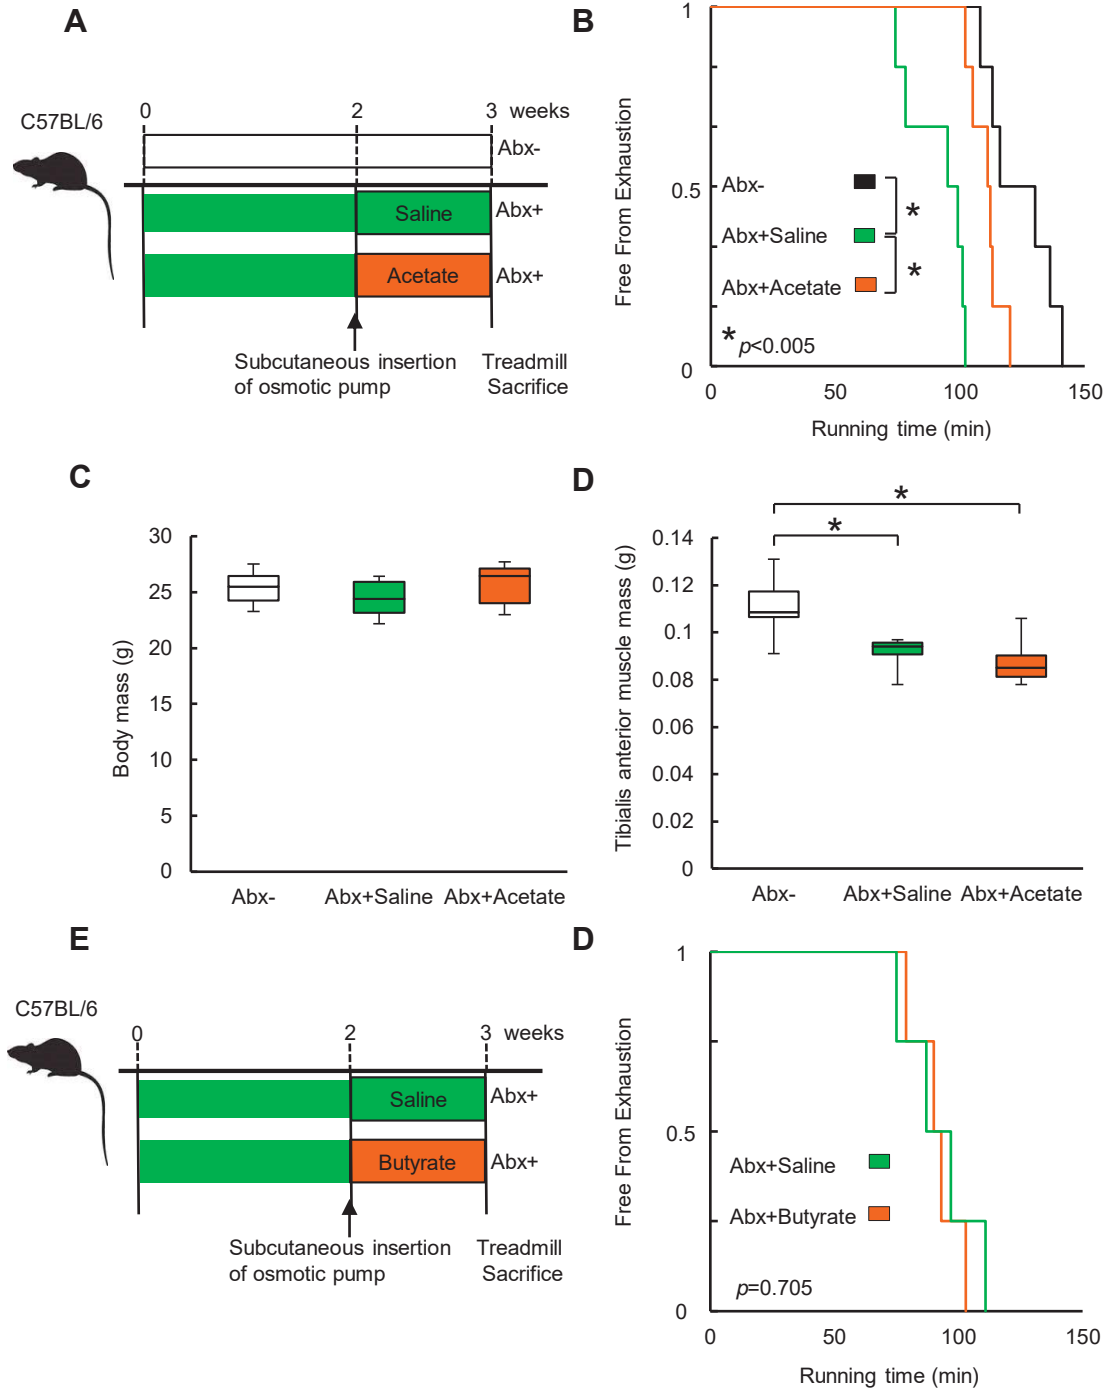 A
C57BL/6
0 2 3 weeks
Abx-
Saline Abx+
Acetate Abx+
Subcutaneous insertion
of osmotic pump
Treadmill
Sacrifice
B
1
0.5
0
Free From Exhaustion
Abx-
*
Abx+Saline
*
Abx+Acetate
* p<0.005
0 50 100 150
Running time (min)
C
30
25
20
15
10
5
0
Body mass (g)
Abx- Abx+Saline Abx+Acetate
D
*
*
0.14
0.12
0.1
0.08
0.06
0.04
0.02
0
Tibialis anterior muscle mass (g)
Abx- Abx+Saline Abx+Acetate
E
C57BL/6
0 2 3 weeks
Saline Abx+
Butyrate Abx+
Subcutaneous insertion
of osmotic pump
Treadmill
Sacrifice
D
1
0.5
0
Free From Exhaustion
Abx+Saline
Abx+Butyrate
p=0.705
0 50 100 150
Running time (min)